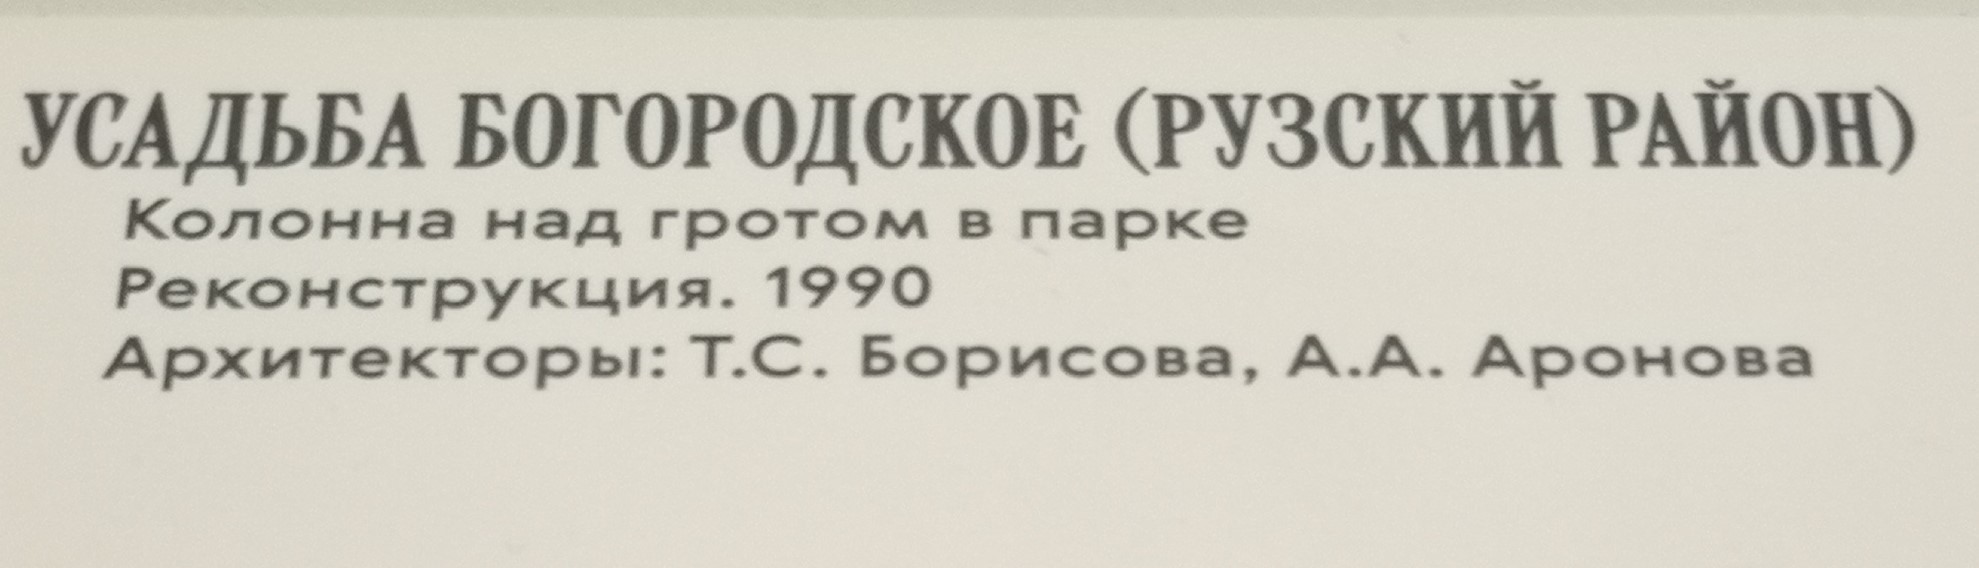 УСАДЬБА БОГОРОДСКОЕ (РУЗСКИЙ РАЙОН)
Колонна над гротом в парке
Реконструкция. 1990
Архитекторы: Т.С. Борисова, А.А. Аронова